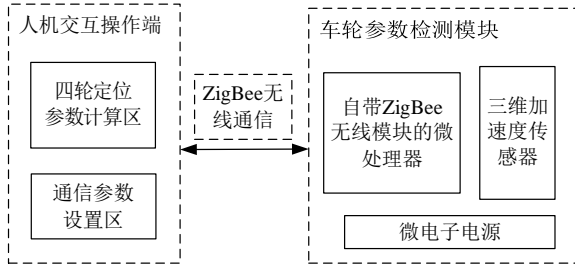 人机交互操作端
四轮定位
参数计算区
通信参数
设置区
ZigBee无
线通信
车轮参数检测模块
自带ZigBee
无线模块的微
处理器
三维加
速度传
感器
微电子电源